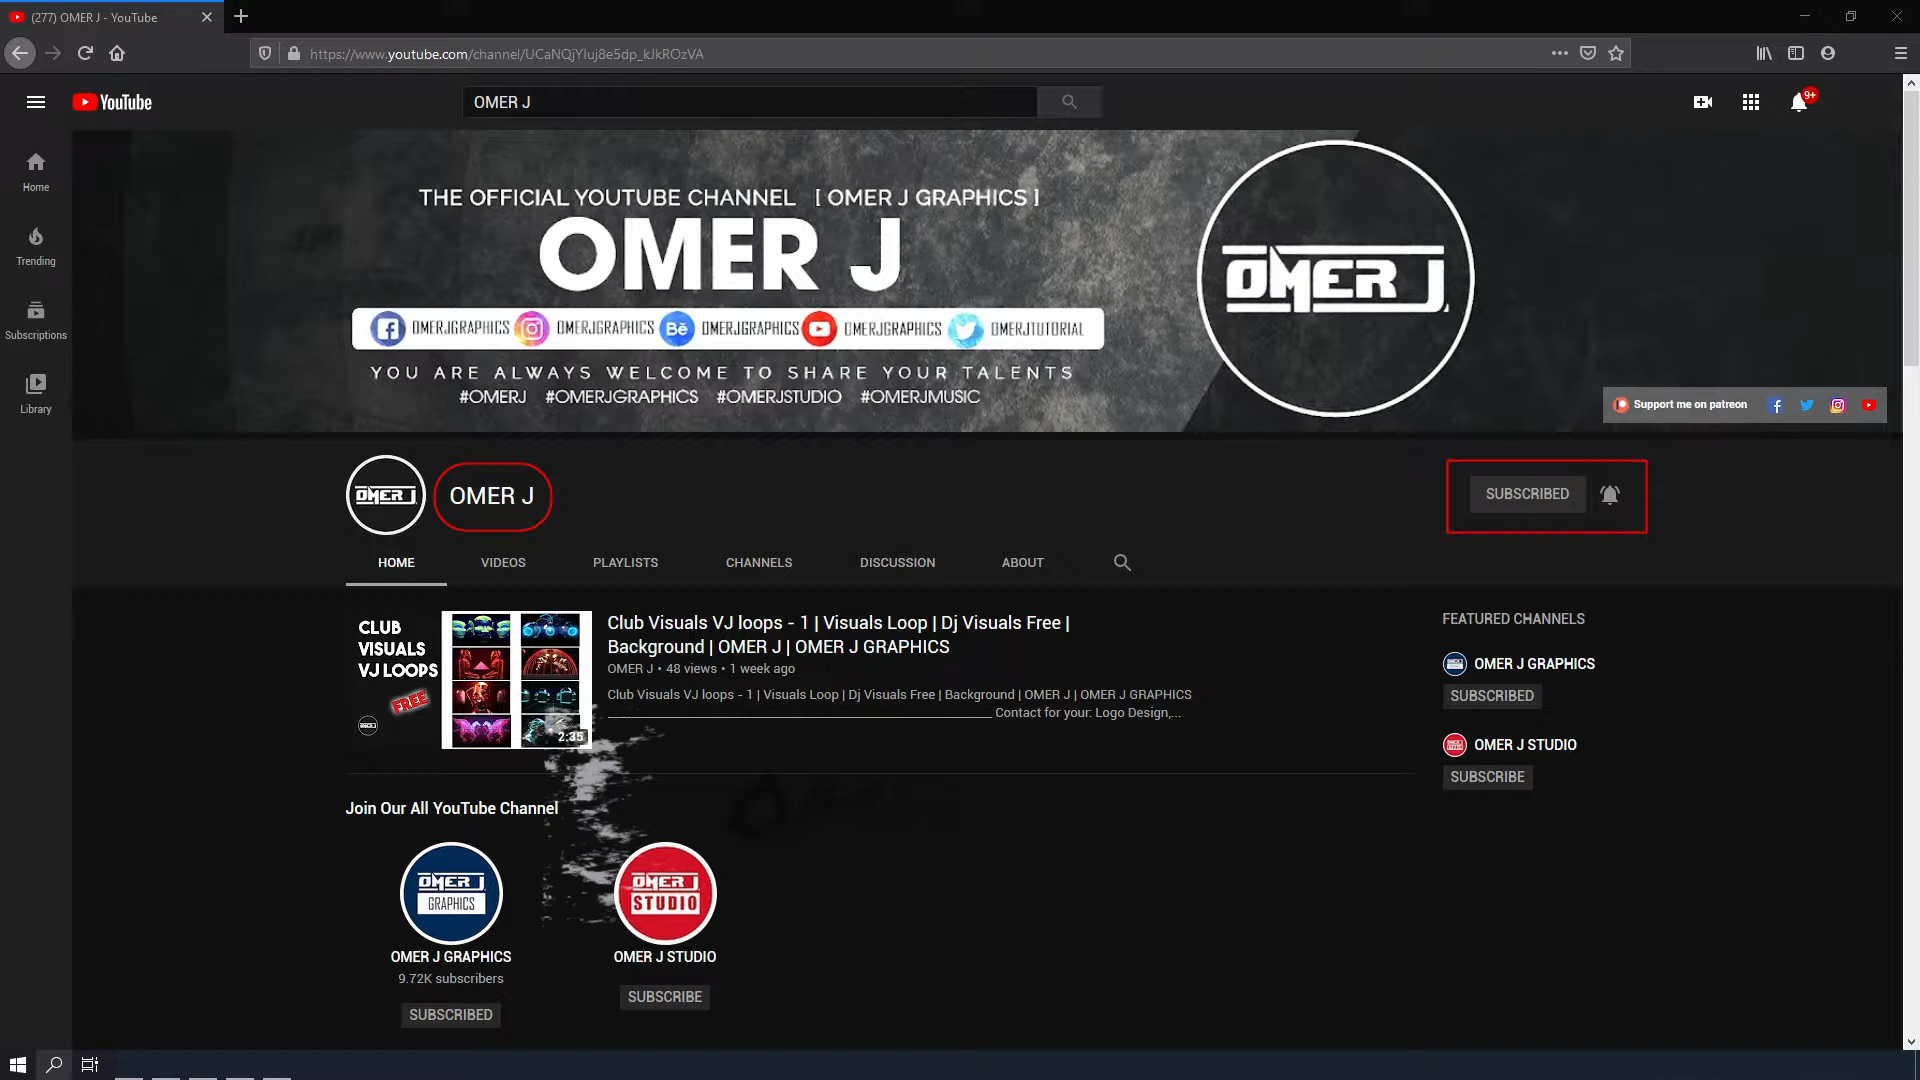 (277) OMER J - YouTube
https://www.youtube.com/channel/UCaNQjYIuj8e5dp_kJkROzVA
YouTube
OMER J
9+
Home
Trending
Subscriptions
Library
THE OFFICIAL YOUTUBE CHANNEL [ OMER J GRAPHICS ]
OMER J
OMERJGRAPHICS OMERJGRAPHICS Bē OMERJGRAPHICS OMERJGRAPHICS OMERJTUTORIAL
YOU ARE ALWAYS WELCOME TO SHARE YOUR TALENTS
#OMERJ #OMERJGRAPHICS #OMERJSTUDIO #OMERJMUSIC
OMER J
Support me on patreon
OMER J
OMER J
SUBSCRIBED
HOME VIDEOS PLAYLISTS CHANNELS DISCUSSION ABOUT
CLUB
VISUALS
VJ LOOPS
FREE
2:35
Club Visuals VJ loops - 1 | Visuals Loop | Dj Visuals Free |
Background | OMER J | OMER J GRAPHICS
OMER J • 48 views • 1 week ago
Club Visuals VJ loops - 1 | Visuals Loop | Dj Visuals Free | Background | OMER J | OMER J GRAPHICS
Contact for your: Logo Design,...
FEATURED CHANNELS
OMER J GRAPHICS
SUBSCRIBED
OMER J STUDIO
SUBSCRIBE
Join Our All YouTube Channel
OMER J
GRAPHICS
OMER J GRAPHICS
9.72K subscribers
SUBSCRIBED
OMER J
STUDIO
OMER J STUDIO
SUBSCRIBE